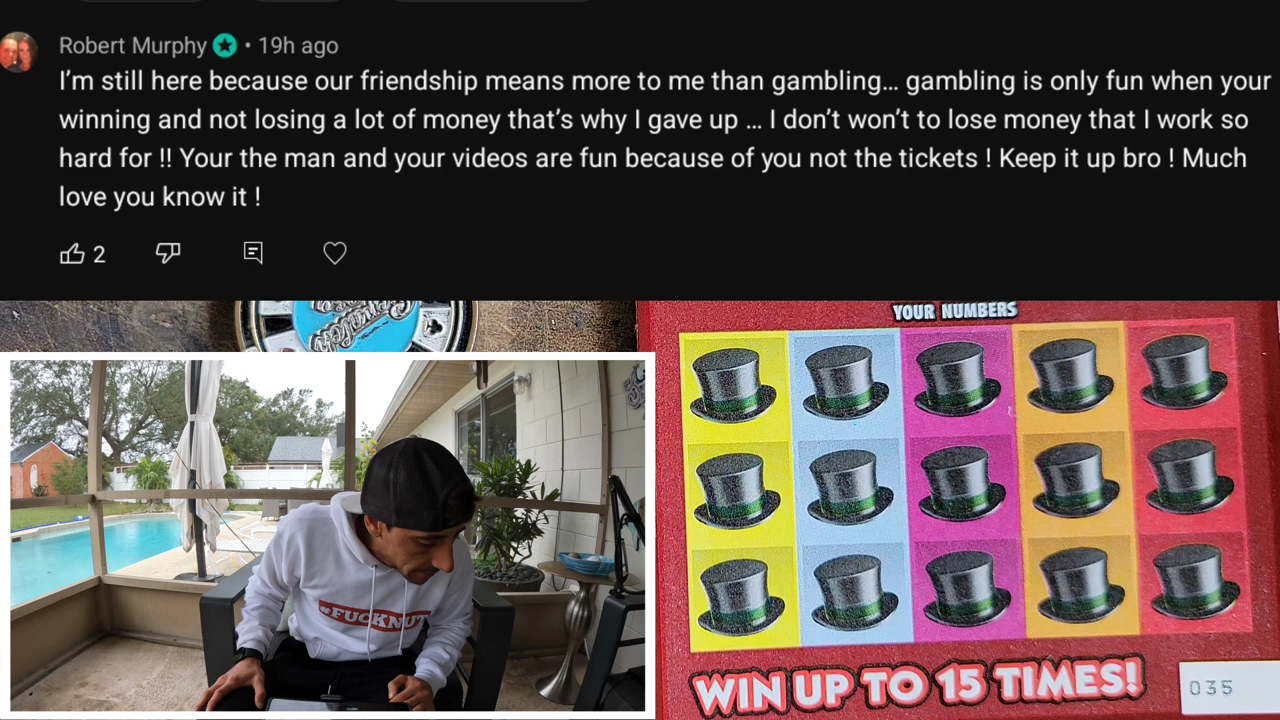 Robert Murphy • 19h ago
I’m still here because our friendship means more to me than gambling… gambling is only fun when your
winning and not losing a lot of money that’s why I gave up … I don’t won’t to lose money that I work so
hard for !! Your the man and your videos are fun because of you not the tickets ! Keep it up bro ! Much
love you know it !
2
YOUR NUMBERS
#FUCKNUT
WIN UP TO 15 TIMES!
035